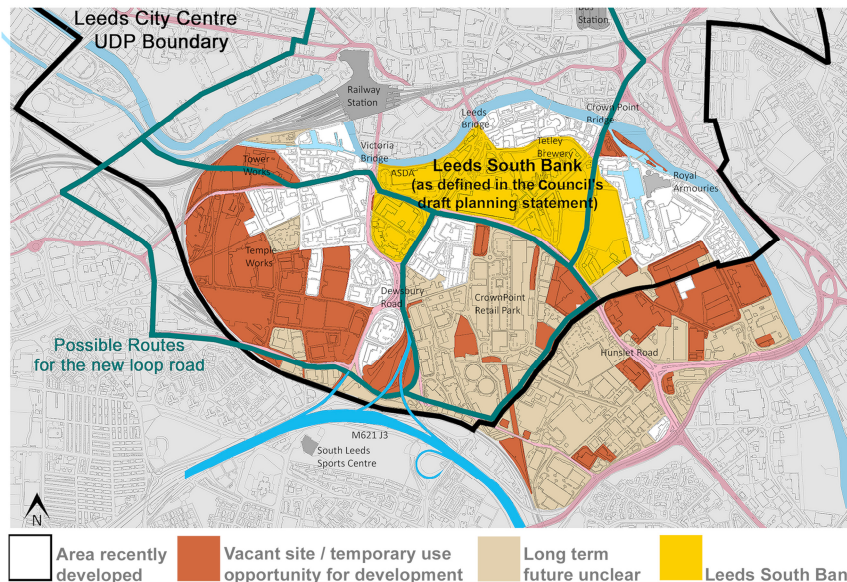 Leeds City Centre
UDP Boundary
Station
Railway
Station
Leeds
Bridge
Crown Point
Bridge
Victoria
Bridge
Tetley
Brewery
Tower
Works
ASDA
Leeds South Bank
(as defined in the Council's
draft planning statement)
Royal
Armouries
Temple
Works
Dewsbury
Road
CrownPoint
Retail Park
Possible Routes
for the new loop road
Hunslet Road
M621 J3
South Leeds
Sports Centre
N
Area recently
developed
Vacant site / temporary use
opportunity for development
Long term
future unclear
Leeds South Ban